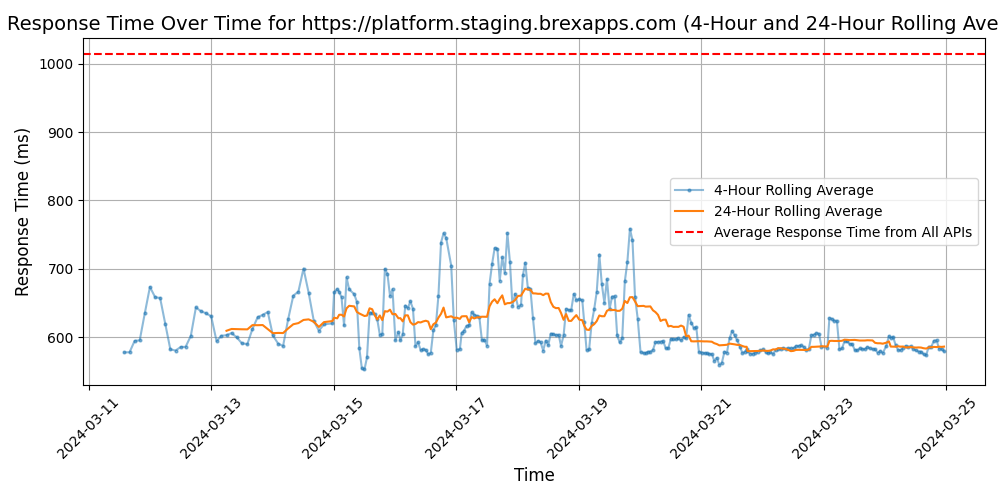 Response Time Over Time for https://platform.staging.brexapps.com (4-Hour and 24-Hour Rolling Ave
Response Time (ms)
1000
900
800
700
600
4-Hour Rolling Average
24-Hour Rolling Average
Average Response Time from All APIs
2024-03-11
2024-03-13
2024-03-15
2024-03-17
2024-03-19
2024-03-21
2024-03-23
2024-03-25
Time